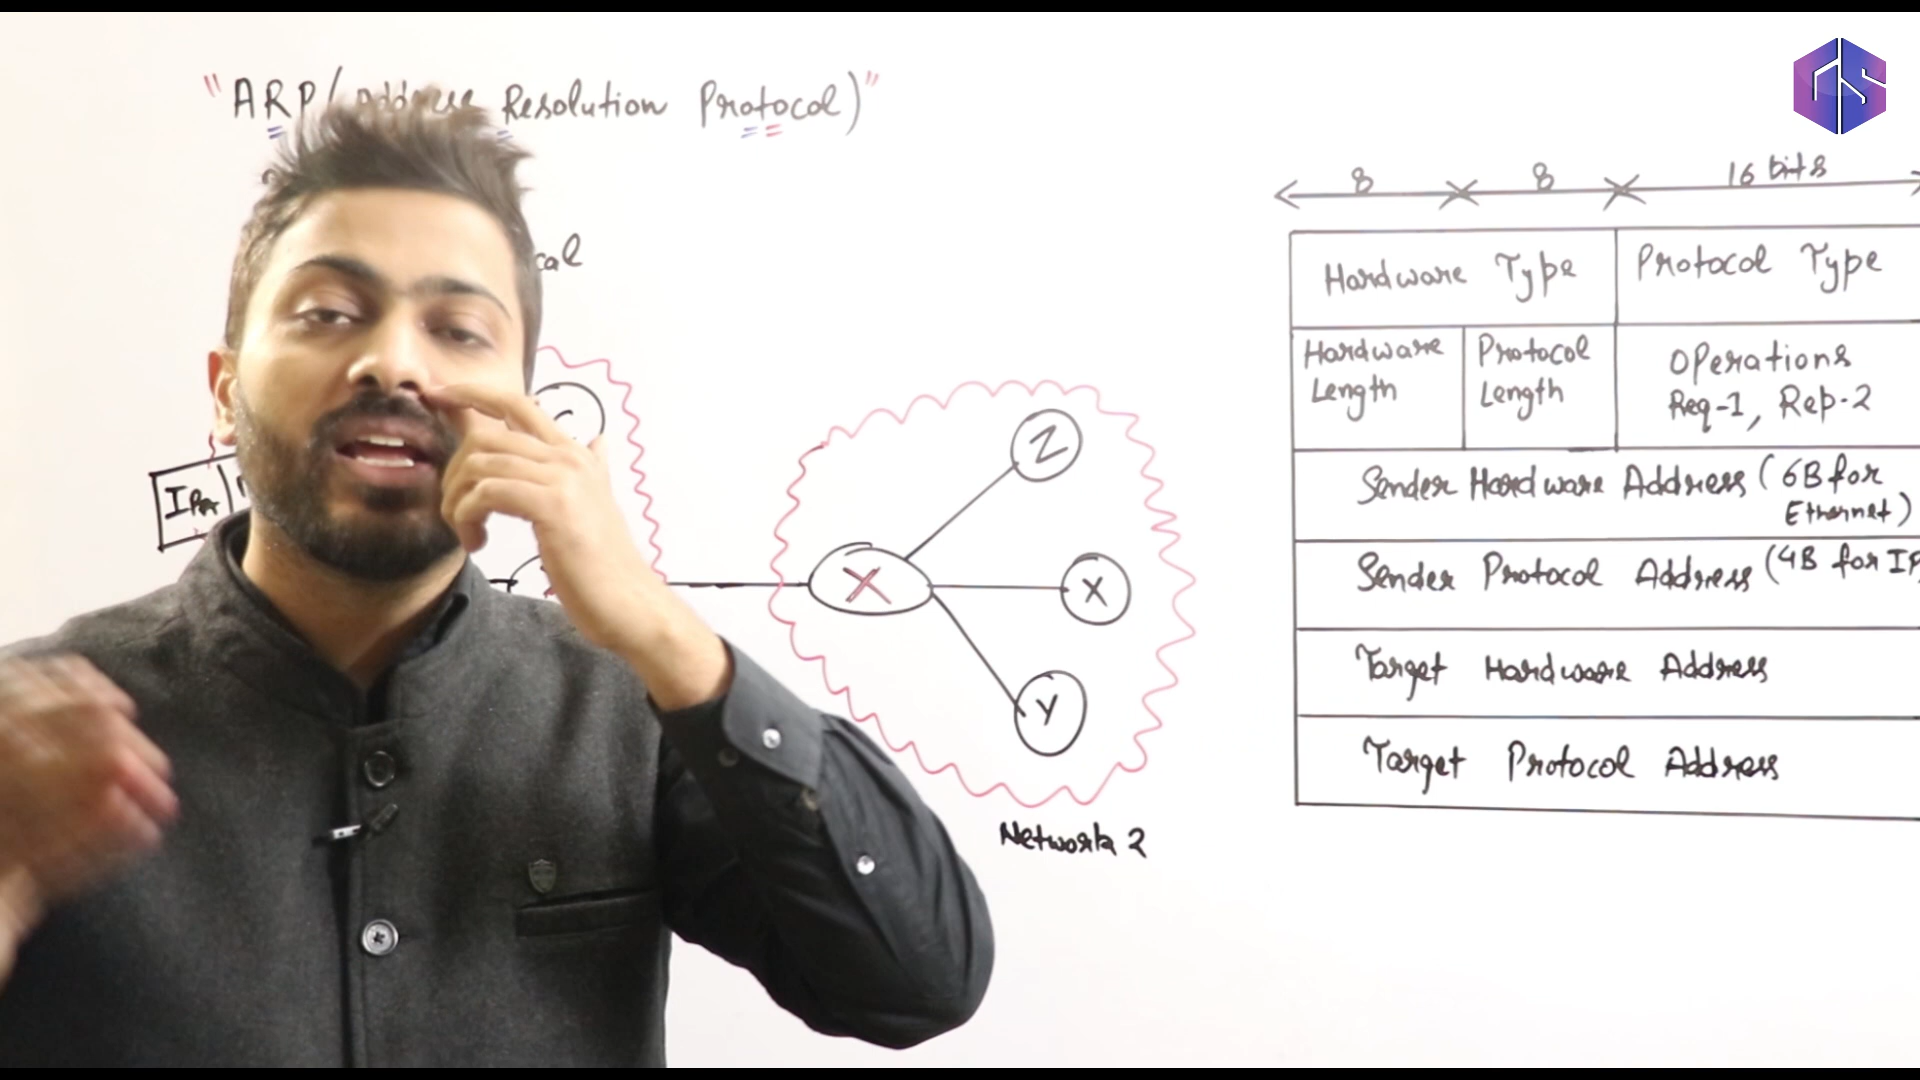 "ARP(Address Resolution Protocol)"
8 8 16 bits
Hardware Type
Protocol Type
Hardware
Length
Protocol
Length
Operations
Req-1, Rep-2
Sender Hardware Address (6B for
Ethernet)
Sender Protocol Address (4B for IP
Target Hardware Address
Target Protocol Address
IPA
C
Z
X
X
Y
Network 2